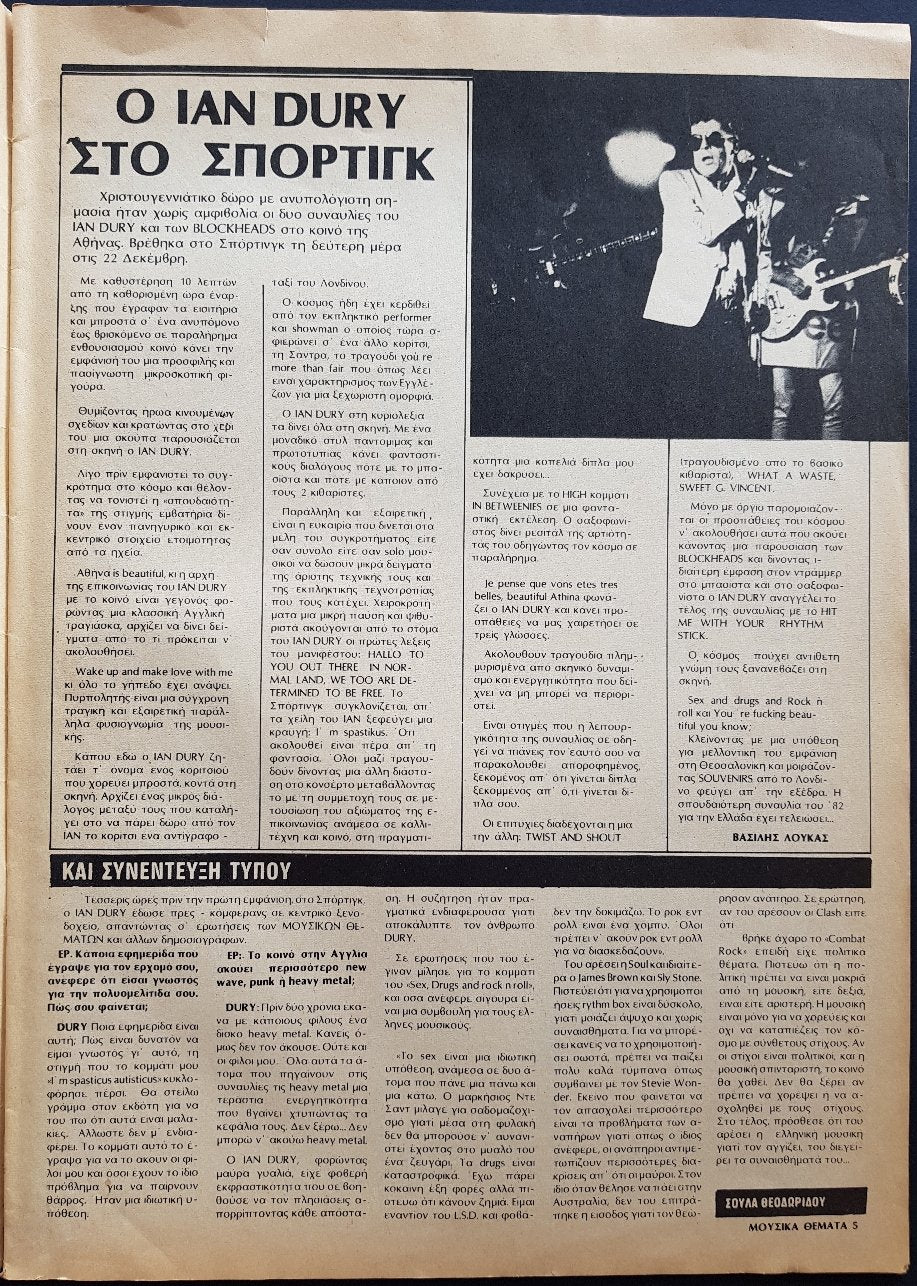 Ο IAN DURY
ΣΤΟ ΣΠΟΡΤΙΓΚ
Χριστουγεννιάτικο δώρο με ανυπολόγιστη ση-
μασία ήταν χωρίς αμφιβολία οι δυο συναυλίες του
IAN DURY και των BLOCKHEADS στο κοινό της
Αθήνας. Βρέθηκα στο Σπόρτινγκ τη δεύτερη μέρα
στις 22 Δεκέμβρη.
Με καθυστέρηση 10 λεπτών
από τη καθορισμένη ώρα έναρ-
ξης που έγραφαν τα εισιτήρια
και μπροστά σ' ένα ανυπόμονο
έως βρισκόμενο σε παραλήρημα
ενθουσιασμού κοινό κάνει την
εμφάνισή του μια προσφιλής και
πασίγνωστη μικροσκοπική φι-
γούρα.
Θυμίζοντας ήρωα κινουμένων
σχεδίων και κρατώντας στο χέρι
του μια σκούπα παρουσιάζεται
στη σκηνή ο IAN DURY.
Λίγο πριν εμφανιστεί το συγ-
κρότημα στο κόσμο και θέλον-
τας να τονιστεί η «σπουδαιότη-
τα» της στιγμής εμβατήρια δί-
νουν έναν πανηγυρικό και εκ-
κεντρικό στοιχείο ετοιμότητας
από τα ηχεία.
Αθήνα is beautiful, κι η αρχή
της επικοινωνίας του IAN DURY
με το κοινό είναι γεγονός φο-
ρώντας μια κλασσική Αγγλική
τραγιάσκα, αρχίζει να δίνει δεί-
γματα από το τι πρόκειται ν'
ακολουθήσει.
Wake up and make love with me
κι όλο το γήπεδο έχει ανάψει.
Πυρπολητής είναι μια σύγχρονη
τραγική και εξαιρετική παράλ-
ληλα φυσιογνωμία της μουσι-
κής.
Κάπου εδώ ο IAN DURY ζη-
τάει τ' όνομα ενός κοριτσιού
που χορεύει μπροστά, κοντά στη
σκηνή. Αρχίζει ένας μικρός διά-
λογος μεταξύ τους που καταλή-
γει στο να πάρει δώρο από τον
IAN το κορίτσι ένα αντίγραφο -
ταξί του Λονδίνου.
Ο κόσμος ήδη έχει κερδιθεί
από τον εκπληκτικό performer
και showman ο οποίος τώρα α-
φιερώνει σ' ένα άλλο κορίτσι,
τη Σάντρα, το τραγούδι γού re
more than fair που όπως λέει
είναι χαρακτηρισμός των Εγγλέ-
ζων για μια ξεχωριστή ομορφιά.
Ο IAN DURY στη κυριολεξία
τα δίνει όλα στη σκηνή. Με ένα
μοναδικό στυλ παντομίμας και
πρωτοτυπίας κάνει φανταστι-
κούς διαλόγους πότε με το μπα-
σίστα και πότε με κάποιον από
τους 2 κιθαρίστες.
Παράλληλη και εξαιρετική
είναι η ευκαιρία που δίνεται στα
μέλη του συγκροτήματος είτε
σαν σύνολο είτε σαν solo μου-
σικοί να δώσουν μικρά δείγματα
της άριστης τεχνικής τους και
της εκπληκτικής τεχνοτροπίας
που τους κατέχει. Χειροκροτή-
ματα μια μικρή παύση και ψιθυ-
ριστά ακούγονται από το στόμα
του IAN DURY οι πρώτες λέξεις
του μανιφέστου: HALLO TO
YOU OUT THERE IN NOR-
MAL LAND, WE TOO ARE DE-
TERMINED TO BE FREE. Το
Σπόρτινγκ συγκλονίζεται, απ'
τα χείλη του IAN ξεφεύγει μια
κραυγή: I' m spastikus. Ότι
ακολουθεί είναι πέρα απ' τη
φαντασία. Όλοι μαζί τραγου-
δούν δίνοντας μια άλλη διάστα-
ση στο κονσέρτο μεταβάλλοντας
το με τη συμμετοχή τους σε με-
τουσίωση του αξιώματος της ε-
πικοινωνίας ανάμεσα σε καλλι-
τέχνη και κοινό, στη πραγματι-
κότητα μια κοπελιά δίπλα μου
έχει δακρύσει...
Συνέχεια με το HIGH κομμάτι
IN BETWEENIES σε μια φαντα-
στική εκτέλεση. Ο σαξοφωνί-
στας δίνει ρεσιτάλ της αρτιότη-
τας του οδηγώντας τον κόσμο σε
παραλήρημα.
Je pense que vons etes tres
belles, beautiful Athina φωνά-
ζει ο IAN DURY και κάνει προ-
σπάθειες να μας χαιρετήσει σε
τρεις γλώσσες.
Ακολουθούν τραγούδια πλημ-
μυρισμένα από σκηνικό δυναμι-
σμό και ενεργητικότητα που δεί-
χνει να μη μπορεί να περιορι-
στεί.
Είναι στιγμές που η λειτουρ-
γικότητα της συναυλίας σε οδη-
γεί να πιάνεις τον εαυτό σου να
παρακολουθεί απορροφημένος,
ξεκομένος απ' ότι γίνεται δίπλα
ξεκομμενος απ' ό,τι γίνεται δί-
πλα σου.
Οι επιτυχίες διαδέχονται η μια
την άλλη: TWIST AND SHOUT
(τραγουδισμένο από το βασικό
κιθαρίστα), WHAT A WASTE,
SWEET G. VINCENT.
Μόνο με όργιο παρομοιάζον-
ται οι προσπάθειες του κόσμου
ν' ακολουθήσει αυτά που ακούει
κάνοντας μια παρουσίαση των
BLOCKHEADS και δίνοντας ι-
διαίτερη έμφαση στον ντράμμερ
στο μπασίστα και στο σαξοφω-
νίστα ο IAN DURY αναγγέλει το
τέλος της συναυλίας με το HIT
ME WITH YOUR RHYTHM
STICK.
Ο κόσμος πούχει αντίθετη
γνώμη τους ξανανεβάζει στη
σκηνή.
Sex and drugs and Rock n
roll και You' re fucking beau-
tiful you know;
Κλείνοντας με μια υπόθεση
για μελλοντική του εμφάνιση
στη Θεσσαλονίκη και μοιράζον-
τας SOUVENIRS από το Λονδί-
νο φεύγει απ' την εξέδρα. Η
σπουδαιότερη συναυλία του '82
για την Ελλάδα έχει τελειώσει...
ΒΑΣΙΛΗΣ ΛΟΥΚΑΣ
ΚΑΙ ΣΥΝΕΝΤΕΥΞΗ ΤΥΠΟΥ
Τέσσερις ώρες πριν την πρώτη εμφάνιση, στο Σπόρτιγκ,
ο IAN DURY έδωσε πρες - κόμφερανς σε κεντρικό ξενο-
δοχείο, απαντώντας σ' ερωτήσεις των ΜΟΥΣΙΚΩΝ ΘΕ-
ΜΑΤΩΝ και άλλων δημοσιογράφων.
ΕΡ. Κάποια εφημερίδα που
έγραψε για τον ερχομό σου,
ανέφερε ότι είσαι γνωστός
για την πολυομελίτιδα σου.
Πώς σου φαίνεται;
DURY Ποιά εφημερίδα είναι
αυτή; Πώς είναι δυνατόν να
είμαι γνωστός γι' αυτό, τη
στιγμή που το κομμάτι μου
«I' m spasticus autisticus» κυκλο-
φόρησε πέρσι. Θα στείλω
γράμμα στον εκδότη για να
του πω ότι αυτά είναι μαλα-
κίες. Άλλωστε δεν μ' ενδια-
φέρει. Το κομμάτι αυτό το έ-
γραψα για να το ακούν οι φί-
λοι μου και όσοι έχουν το ίδιο
πρόβλημα για να παίρνουν
θάρρος. Ήταν μια ιδιωτική υ-
πόθεση.
ΕΡ: Το κοινό στην Αγγλία
ακούει περισσότερο new
wave, punk ή heavy metal;
DURY: Πρίν δύο χρόνια έκα-
να με κάποιους φίλους ένα
δίσκο heavy metal. Κανείς ό-
μως δεν τον άκουσε. Ούτε και
οι φίλοι μου. Όλα αυτά τα ά-
τομα που πηγαίνουν στις
συναυλίες τις heavy metal μια
τεράστια ενεργητικότητα
που βγαίνει χτυπώντας τα
κεφάλια τους. Δεν ξέρω... Δεν
μπορώ ν' ακούω heavy metal.
Ο IAN DURY, φορώντας
μαύρα γυαλιά, είχε φοβερή
εκφραστικότητα που σε βοη-
θούσε να τον πλησιάσεις α-
πορρίπτοντας κάθε απόστα-
ση. Η συζήτηση ήταν πρα-
γματικά ενδιαφέρουσα γιατί
αποκάλυπτε τον άνθρωπο
DURY.
Σε ερωτήσεις που του έ-
γιναν μίλησε για το κομμάτι
του «Sex, Drugs and rock n roll»,
και όσα ανέφερε σίγουρα εί-
ναι μια συμβουλή για τους έλ-
ληνες μουσικούς.
«Το sex είναι μια ιδιωτική
υπόθεση, ανάμεσα σε δυο ά-
τομα που πάνε μια πάνω και
μια κάτω. Ο μαρκήσιος Ντε
Σαντ μίλαγε για σαδομαζοχι-
σμό γιατί μέσα στη φυλακή
δεν θα μπορούσε ν' αυνανι-
στεί έχοντας στο μυαλό του
ένα ζευγάρι. Τα drugs είναι
καταστροφικά. Έχω πάρει
κοκαΐνη έξη φορές αλλά πι-
στεύω ότι κάνουν ζημιά. Είμαι
εναντίον του L.S.D. και φοβά-
δεν την δοκιμάζω. Το ροκ εντ
ρολλ είναι ένα χόμπυ. Όλοι
πρέπει ν' ακούν ροκ εντ ρολλ
για να διασκεδάζουν».
Του αρέσει η Soul και ιδιαίτε-
ρα ο James Brown και Sly Stone.
Πιστεύει ότι για να χρησιμοποι-
ήσεις rythm box είναι δύσκολο,
γιατί μοιάζει άψυχο και χωρίς
συναισθήματα. Για να μπορέ-
σει κανείς να το χρησιμοποιή-
σει σωστά, πρέπει να παίζει
πολύ καλά τύμπανα όπως
συμβαίνει με τον Stevie Won-
der. Εκείνο που φαίνεται να
τον απασχολεί περισσότερο
είναι τα προβλήματα των α-
ναπήρων γιατί όπως ο ίδιος
ανέφερε, οι ανάπηροι αντιμε-
τωπίζουν περισσότερες δια-
κρίσεις απ' ότι οι μαύροι. Στον
ίδιο όταν θέλησε να πάει στην
Αυστραλία, δεν του επιτρά-
πηκε η είσοδος γιατί τον θεώ-
ρησαν ανάπηρο. Σε ερώτηση,
αν του αρέσουν οι Clash είπε
ότι
βρήκε άχαρο το «Combat
Rock» επειδή είχε πολιτικά
θέματα. Πιστεύω ότι η πο-
λιτική πρέπει να είναι μακριά
από τη μουσική, είτε δεξιά,
είναι είτε αριστερή. Η μουσική
είναι μόνο για να χορεύεις και
όχι να καταπιέζεις τον κό-
σμο με σύνθετους στίχους. Αν
οι στίχοι είναι πολιτικοί, και η
μουσική σπινταριστή, το κοινό
θα χαθεί. Δεν θα ξέρει αν
πρέπει να χορέψει ή να α-
σχοληθεί με τους στίχους.
Στο τέλος, πρόσθεσε ότι του
αρέσει η ελληνική μουσική
γιατί τον αγγίζει, του διεγεί-
ρει τα συναισθήματά του...
ΣΟΥΛΑ ΘΕΟΔΩΡΙΔΟΥ
ΜΟΥΣΙΚΑ ΘΕΜΑΤΑ 5